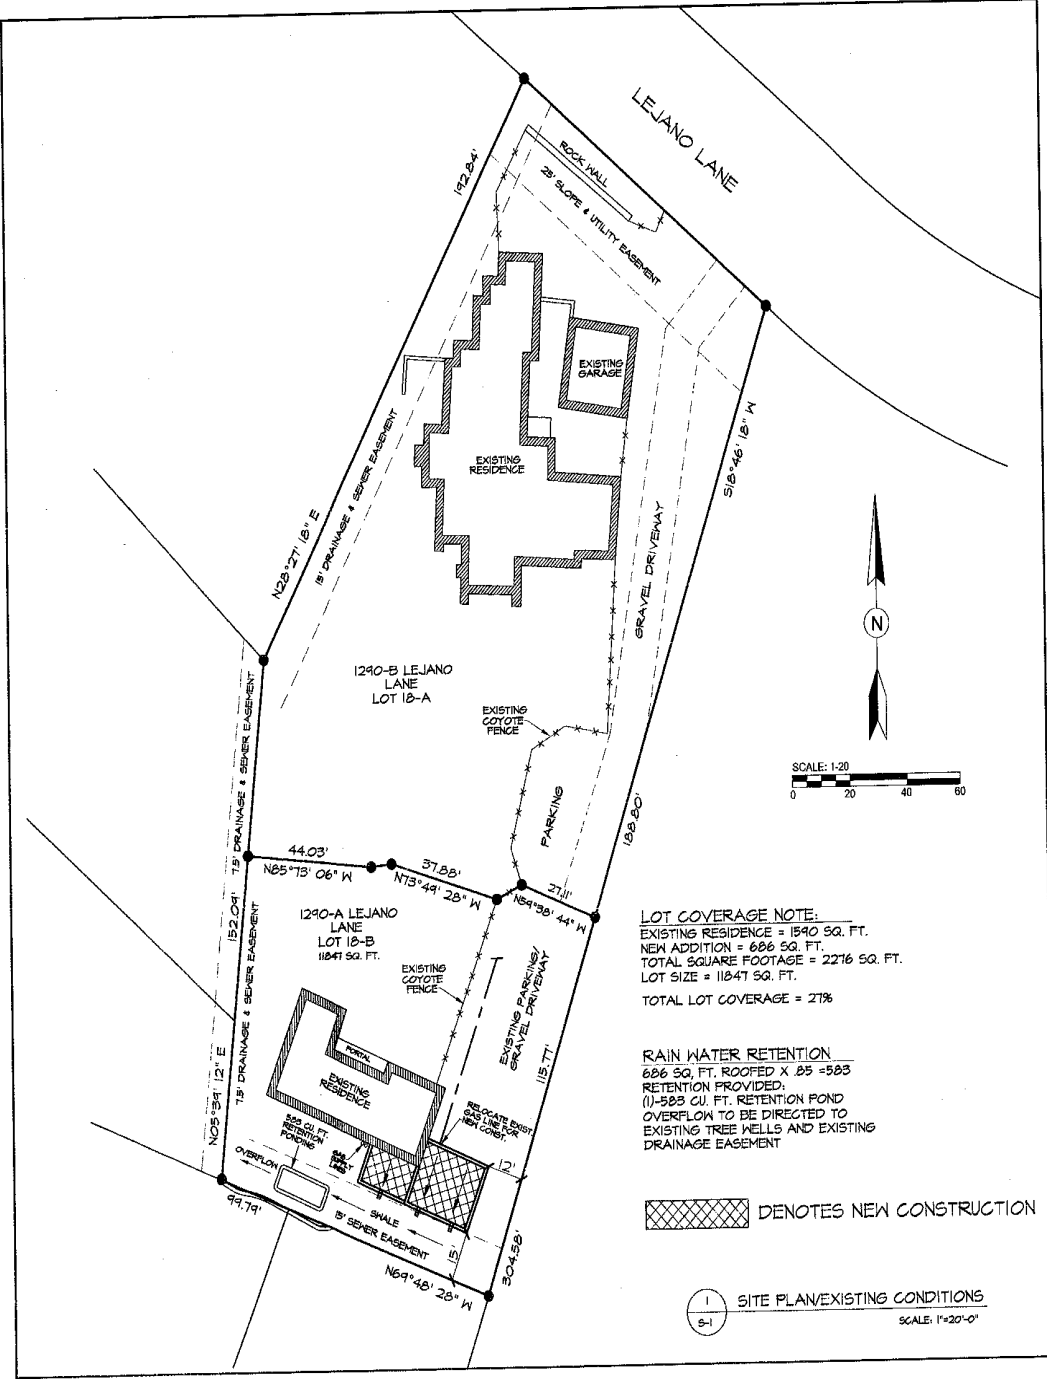 LEJANO LANE
192.84'
ROCK WALL
25' SLOPE & UTILITY EASEMENT
EXISTING
GARAGE
EXISTING
RESIDENCE
S18°46' 18" W
N28°27' 18" E
15' DRAINAGE & SEWER EASEMENT
GRAVEL DRIVEWAY
N
1290-B LEJANO
LANE
LOT 18-A
EXISTING
COYOTE
FENCE
7.5' DRAINAGE & SEWER EASEMENT
PARKING
188.80'
SCALE: 1-20
0 20 40 60
44.03'
N85°73' 06" W
37.88'
N73°49' 28" W
27.11'
N59°38' 44" W
152.09'
1290-A LEJANO
LANE
LOT 18-B
11847 SQ. FT.
EXISTING
COYOTE
FENCE
EXISTING PARKING/
GRAVEL DRIVEWAY
115.77'
7.5' DRAINAGE & SEWER EASEMENT
N05°39' 12" E
PORTAL
EXISTING
RESIDENCE
RELOCATE EXIST.
GAS LINE FOR
NEW CONST.
583 CU. FT.
RETENTION
PONDING
GAS
SUPPLY
LINES
OVERFLOW
12'
SWALE
15' SEWER EASEMENT
15'
99.79'
N69°48' 28" W
304.58'
LOT COVERAGE NOTE:
EXISTING RESIDENCE = 1590 SQ. FT.
NEW ADDITION = 686 SQ. FT.
TOTAL SQUARE FOOTAGE = 2276 SQ. FT.
LOT SIZE = 11847 SQ. FT.
TOTAL LOT COVERAGE = 27%
RAIN WATER RETENTION
686 SQ, FT. ROOFED X .85 =583
RETENTION PROVIDED:
(1)-583 CU. FT. RETENTION POND
OVERFLOW TO BE DIRECTED TO
EXISTING TREE WELLS AND EXISTING
DRAINAGE EASEMENT
DENOTES NEW CONSTRUCTION
1
S-1
SITE PLAN/EXISTING CONDITIONS
SCALE: 1"=20'-0"